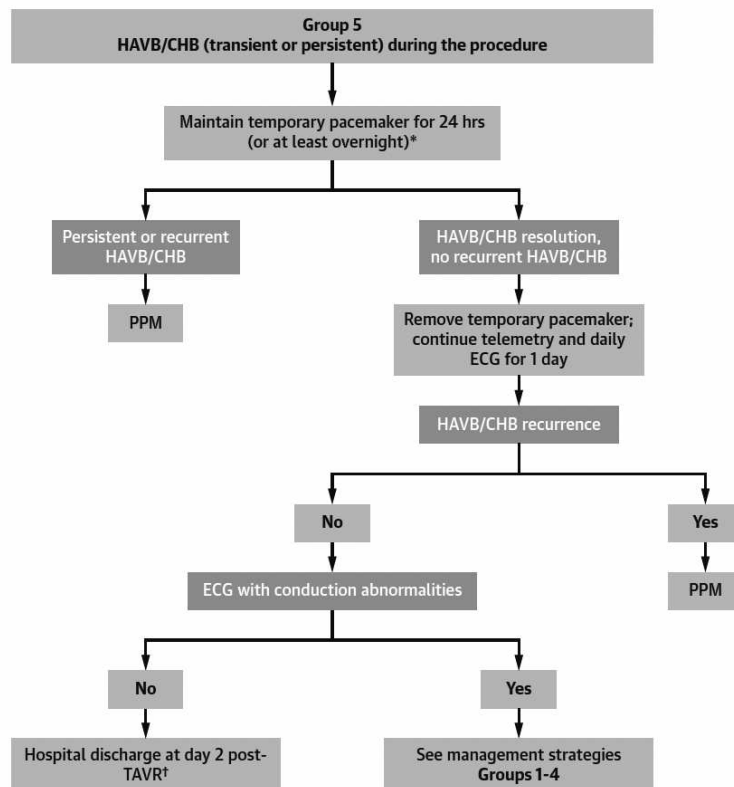 Group 5
HAVB/CHB (transient or persistent) during the procedure
Maintain temporary pacemaker for 24 hrs
(or at least overnight)*
Persistent or recurrent
HAVB/CHB
HAVB/CHB resolution,
no recurrent HAVB/CHB
PPM
Remove temporary pacemaker;
continue telemetry and daily
ECG for 1 day
HAVB/CHB recurrence
No
Yes
ECG with conduction abnormalities
PPM
No
Yes
Hospital discharge at day 2 post-
TAVR†
See management strategies
Groups 1-4